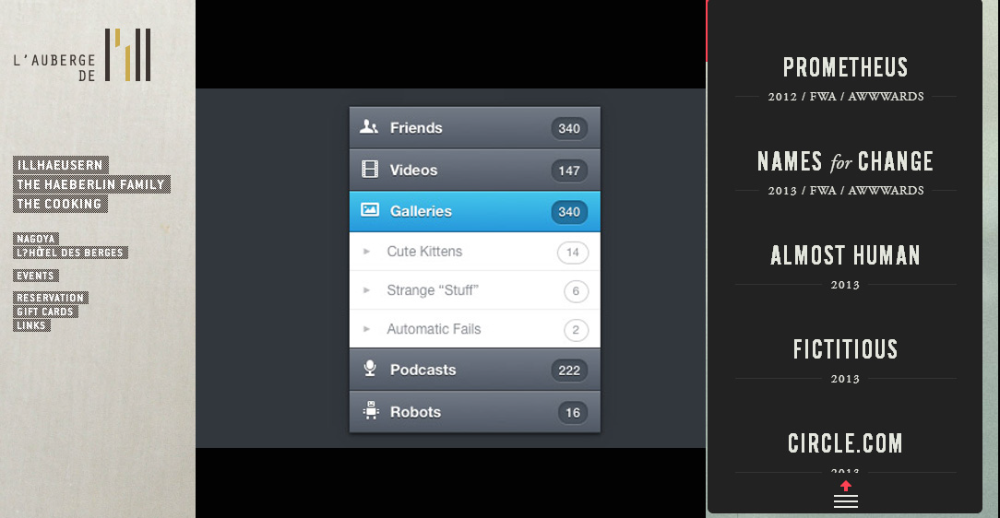 L'AUBERGE
DE
ILLHAEUSERN
THE HAEBERLIN FAMILY
THE COOKING
NAGOYA
L?HÔTEL DES BERGES
EVENTS
RESERVATION
GIFT CARDS
LINKS
Friends 340
Videos 147
Galleries 340
Cute Kittens 14
Strange “Stuff” 6
Automatic Fails 2
Podcasts 222
Robots 16
PROMETHEUS
2012 / FWA / AWWWARDS
NAMES for CHANGE
2013 / FWA / AWWWARDS
ALMOST HUMAN
2013
FICTITIOUS
2013
CIRCLE.COM
2013